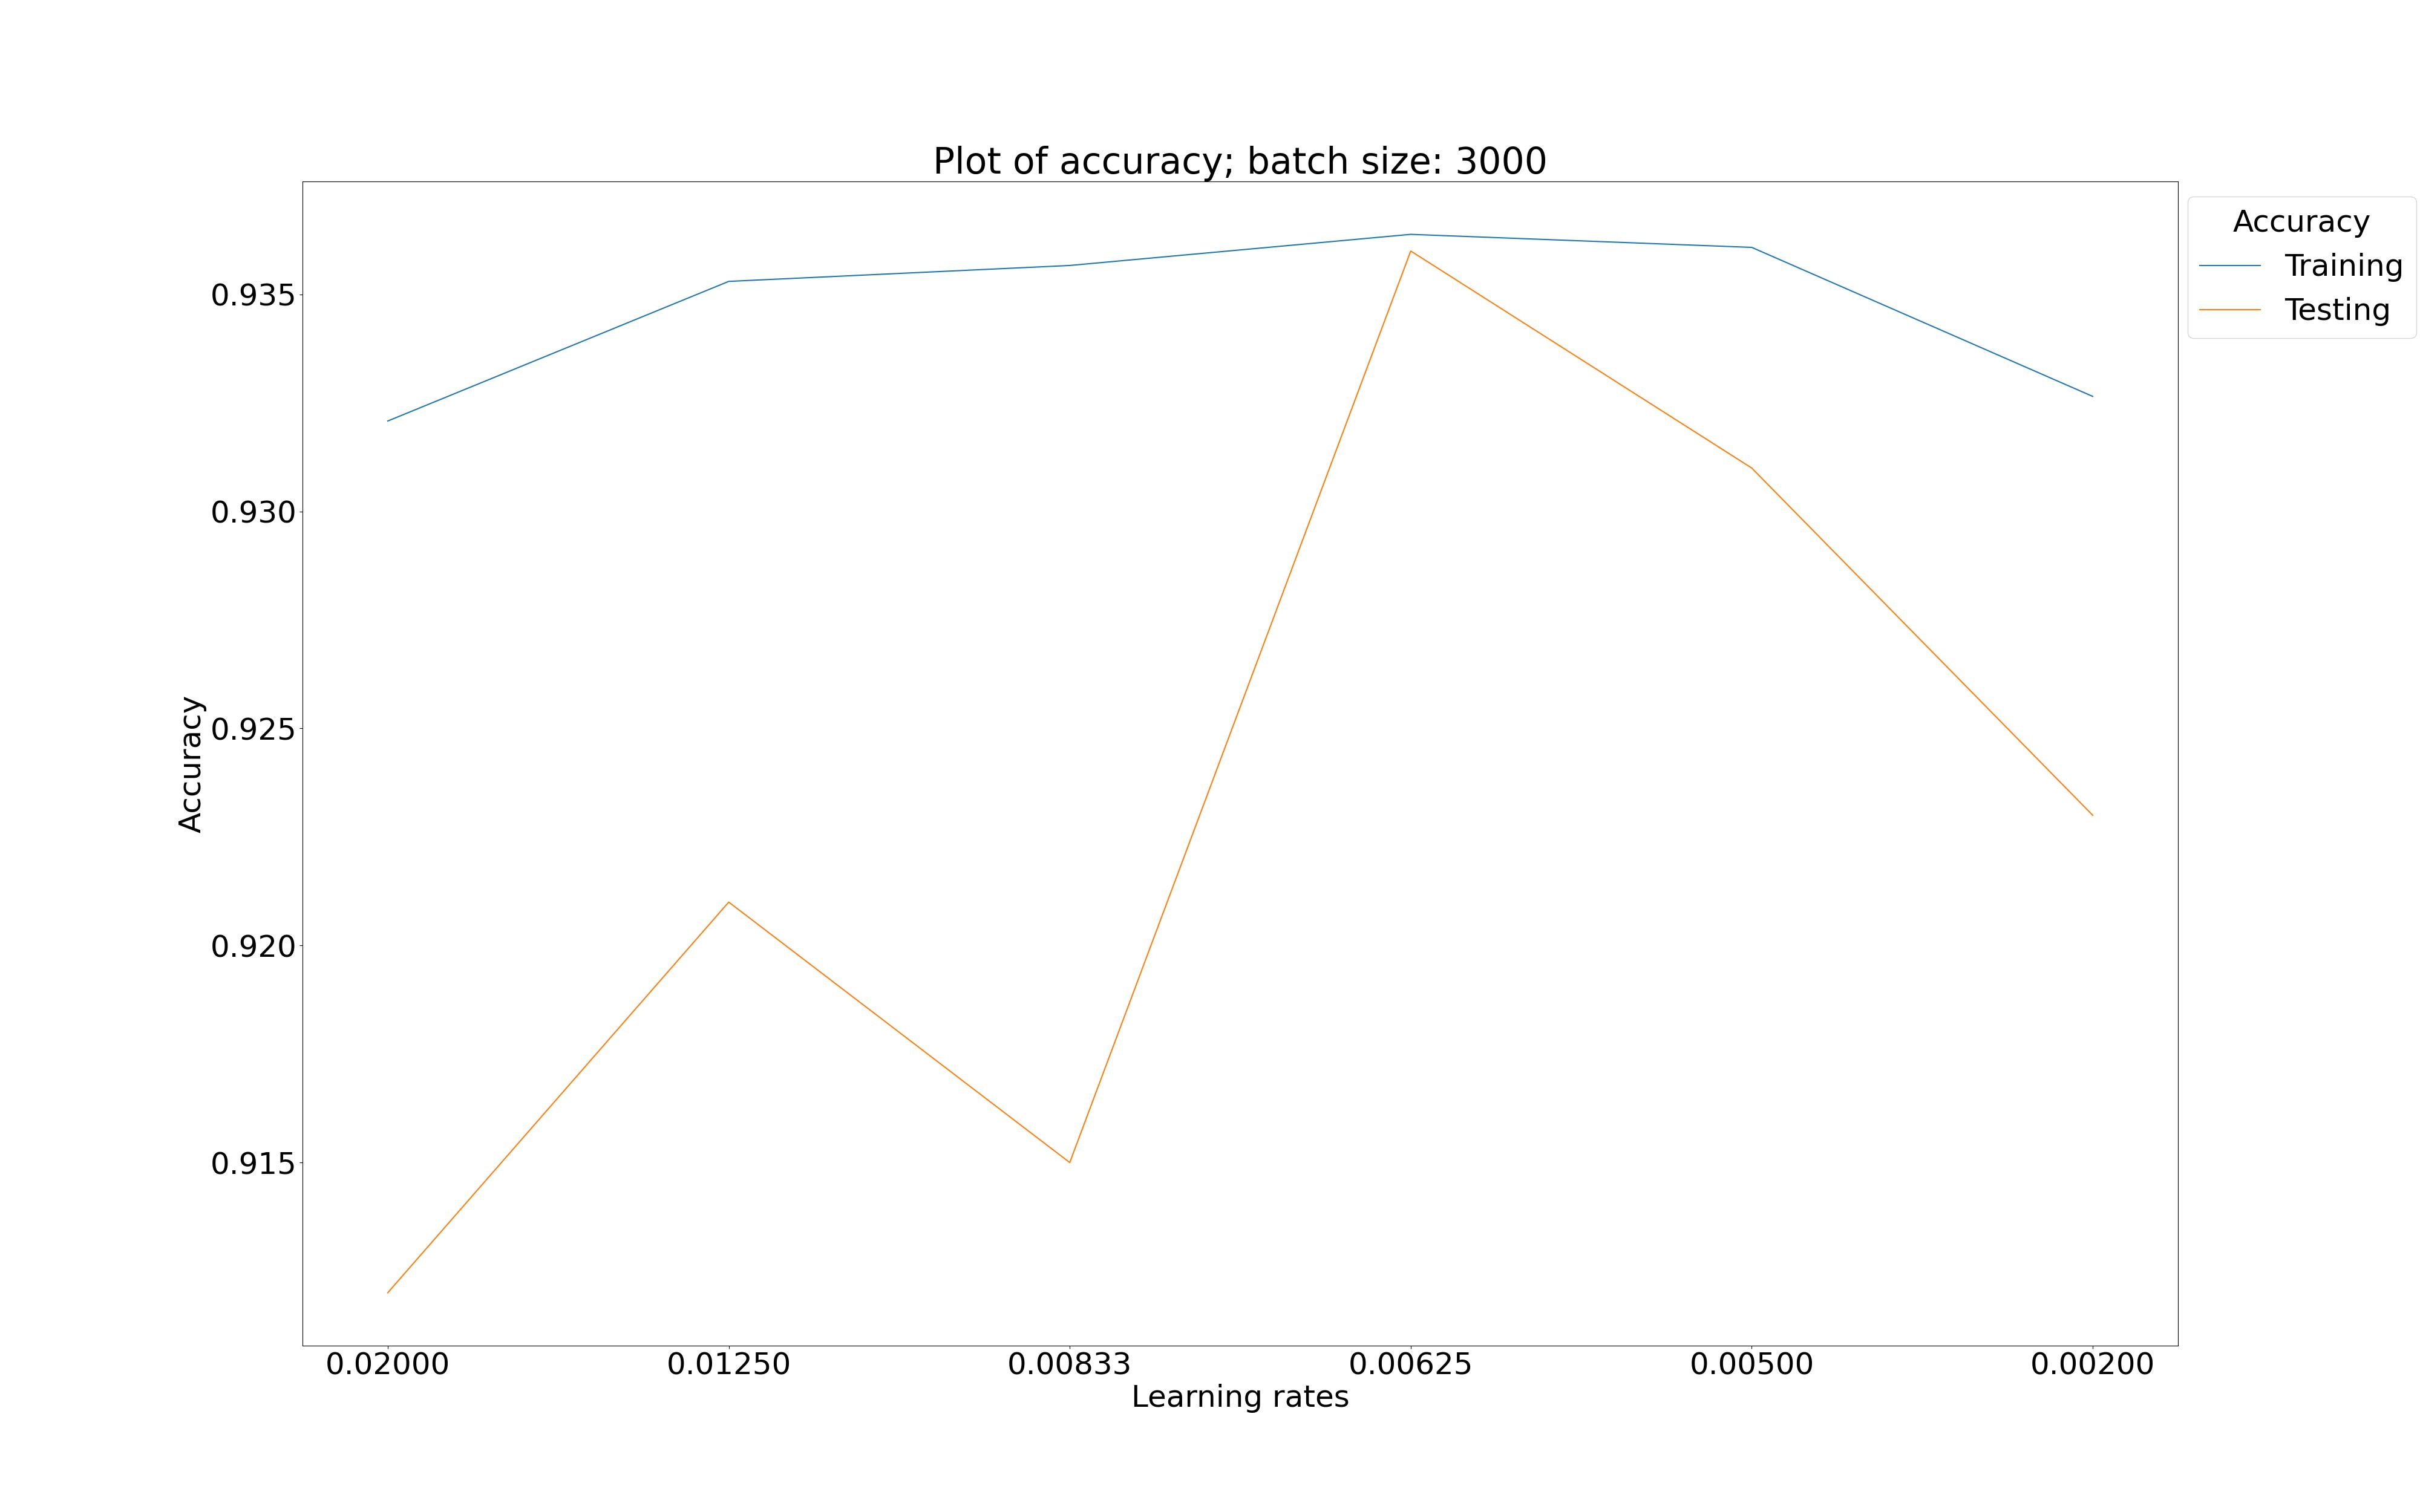 Plot of accuracy; batch size: 3000
Accuracy
Training
Testing
0.935
0.930
0.925
0.920
0.915
Accuracy
0.02000 0.01250 0.00833 0.00625 0.00500 0.00200
Learning rates